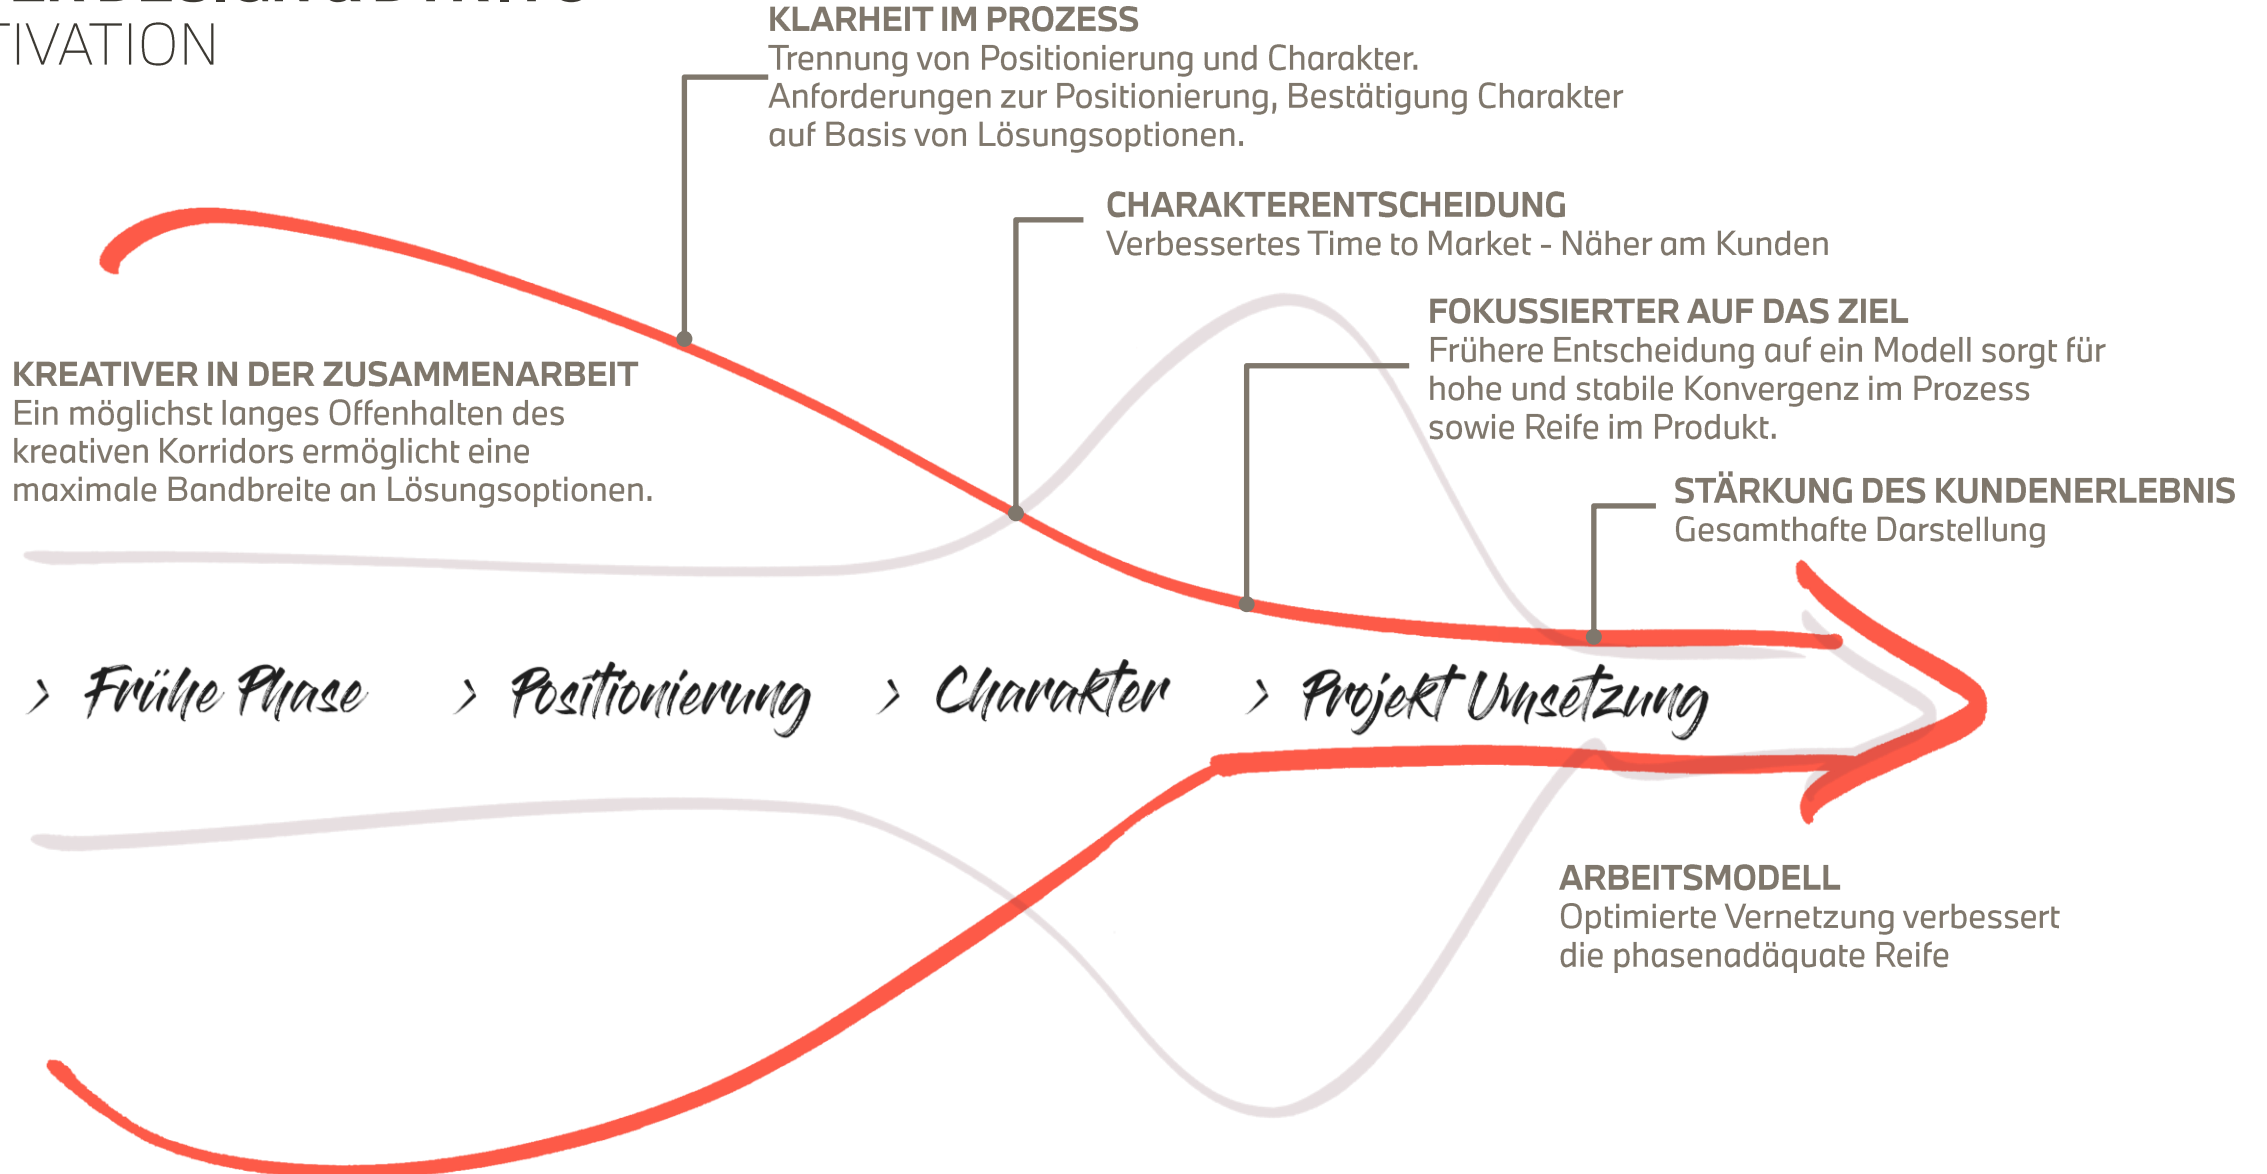 TIVATION
KLARHEIT IM PROZESS
Trennung von Positionierung und Charakter.
Anforderungen zur Positionierung, Bestätigung Charakter
auf Basis von Lösungsoptionen.
CHARAKTERENTSCHEIDUNG
Verbessertes Time to Market - Näher am Kunden
FOKUSSIERTER AUF DAS ZIEL
Frühere Entscheidung auf ein Modell sorgt für
hohe und stabile Konvergenz im Prozess
sowie Reife im Produkt.
KREATIVER IN DER ZUSAMMENARBEIT
Ein möglichst langes Offenhalten des
kreativen Korridors ermöglicht eine
maximale Bandbreite an Lösungsoptionen.
STÄRKUNG DES KUNDENERLEBNIS
Gesamthafte Darstellung
> Frühe Phase > Positionierung > Charakter > Projekt Umsetzung
ARBEITSMODELL
Optimierte Vernetzung verbessert
die phasenadäquate Reife